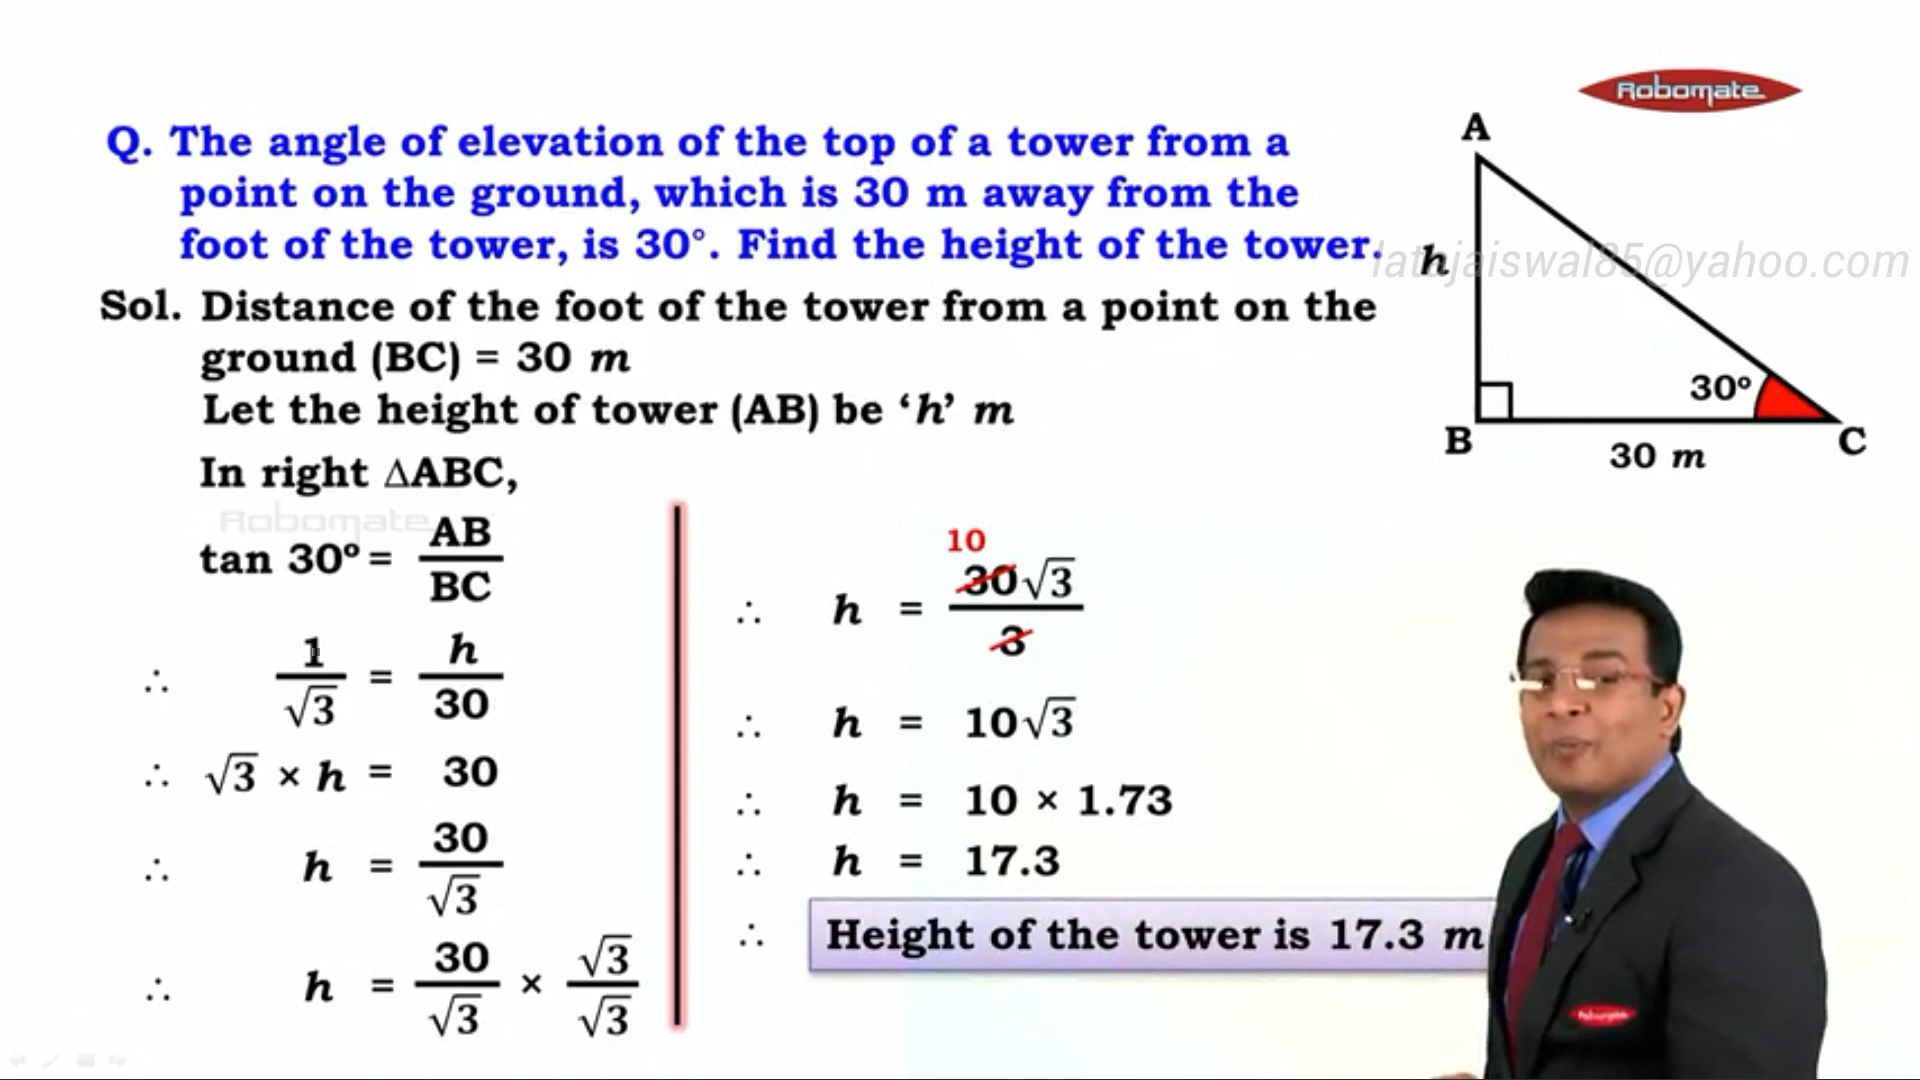 Robomate
Q. The angle of elevation of the top of a tower from a
point on the ground, which is 30 m away from the
foot of the tower, is 30°. Find the height of the tower.
Sol. Distance of the foot of the tower from a point on the
ground (BC) = 30 m
Let the height of tower (AB) be ‘h’ m
In right ∆ABC,
Robomate
tan 30º = AB/BC
∴ 1/√3 = h/30
∴ √3 × h = 30
∴ h = 30/√3
∴ h = 30/√3 × √3/√3
10
∴ h = 30√3/3
∴ h = 10√3
∴ h = 10 × 1.73
∴ h = 17.3
∴ Height of the tower is 17.3 m
A
h
30º
B
30 m
C